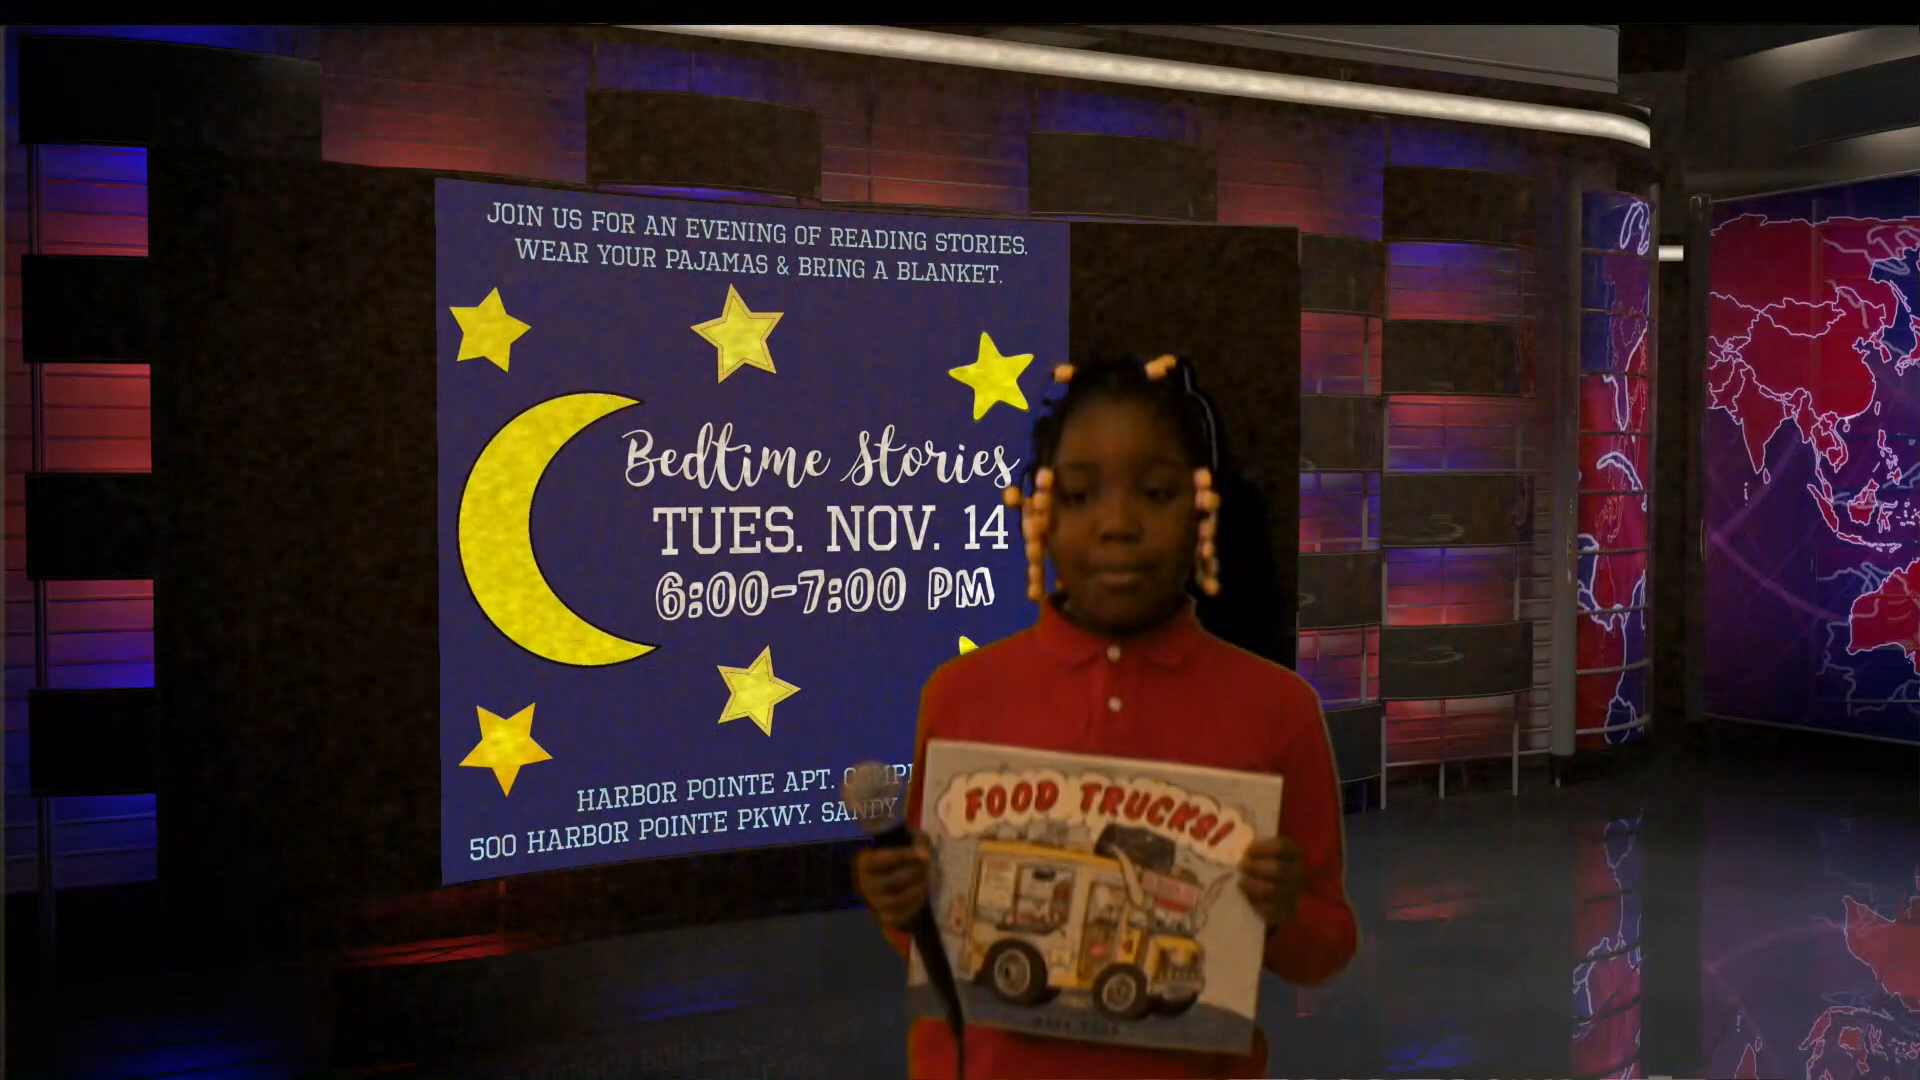 JOIN US FOR AN EVENING OF READING STORIES.
WEAR YOUR PAJAMAS & BRING A BLANKET.
Bedtime Stories
TUES. NOV. 14
6:00-7:00 PM
HARBOR POINTE APT.
500 HARBOR POINTE PKWY. SANDY
FOOD TRUCKS!